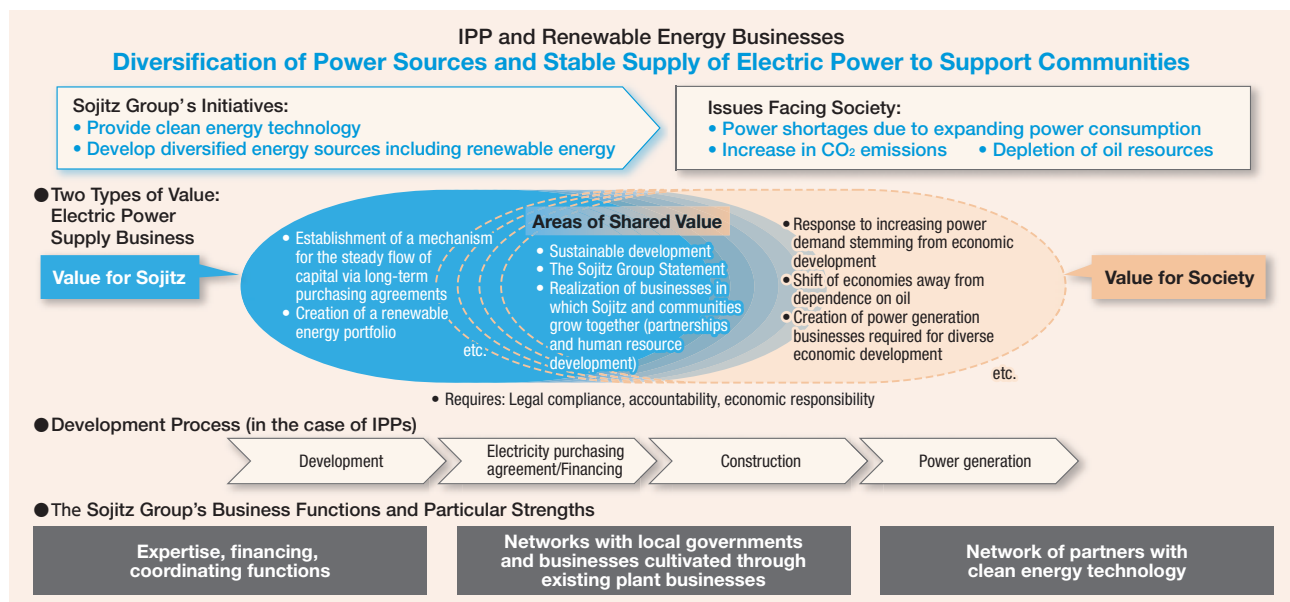 IPP and Renewable Energy Businesses
Diversification of Power Sources and Stable Supply of Electric Power to Support Communities
Sojitz Group's Initiatives:
• Provide clean energy technology
• Develop diversified energy sources including renewable energy
Issues Facing Society:
• Power shortages due to expanding power consumption
• Increase in CO₂ emissions • Depletion of oil resources
●Two Types of Value:
Electric Power
Supply Business
Value for Sojitz
• Establishment of a mechanism
for the steady flow of
capital via long-term
purchasing agreements
• Creation of a renewable
energy portfolio
etc.
Areas of Shared Value
• Sustainable development
• The Sojitz Group Statement
• Realization of businesses in
which Sojitz and communities
grow together (partnerships
and human resource
development)
• Response to increasing power
demand stemming from economic
development
• Shift of economies away from
dependence on oil
• Creation of power generation
businesses required for diverse
economic development
etc.
Value for Society
• Requires: Legal compliance, accountability, economic responsibility
●Development Process (in the case of IPPs)
Development
Electricity purchasing
agreement/Financing
Construction
Power generation
●The Sojitz Group's Business Functions and Particular Strengths
Expertise, financing,
coordinating functions
Networks with local governments
and businesses cultivated through
existing plant businesses
Network of partners with
clean energy technology